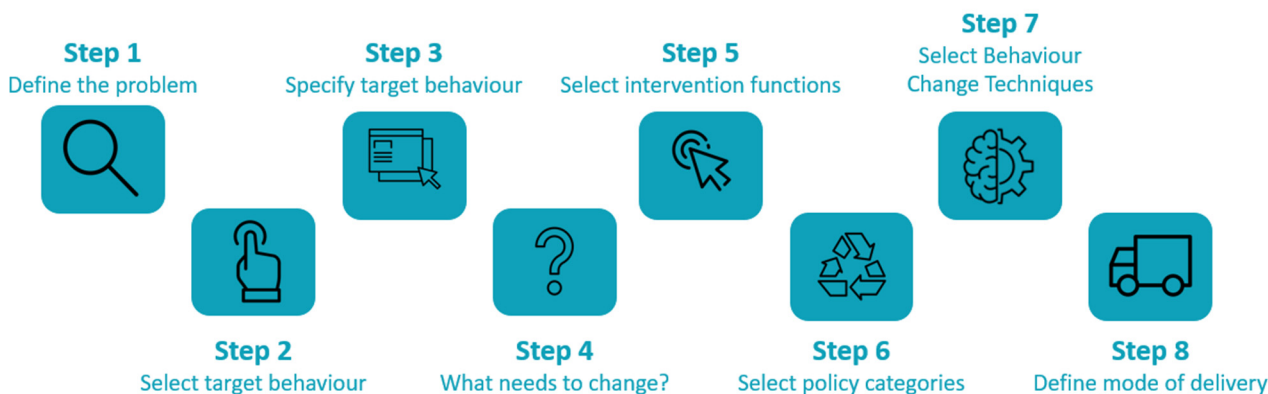 Step 1
Define the problem
Step 2
Select target behaviour
Step 3
Specify target behaviour
Step 4
What needs to change?
Step 5
Select intervention functions
Step 6
Select policy categories
Step 7
Select Behaviour
Change Techniques
Step 8
Define mode of delivery